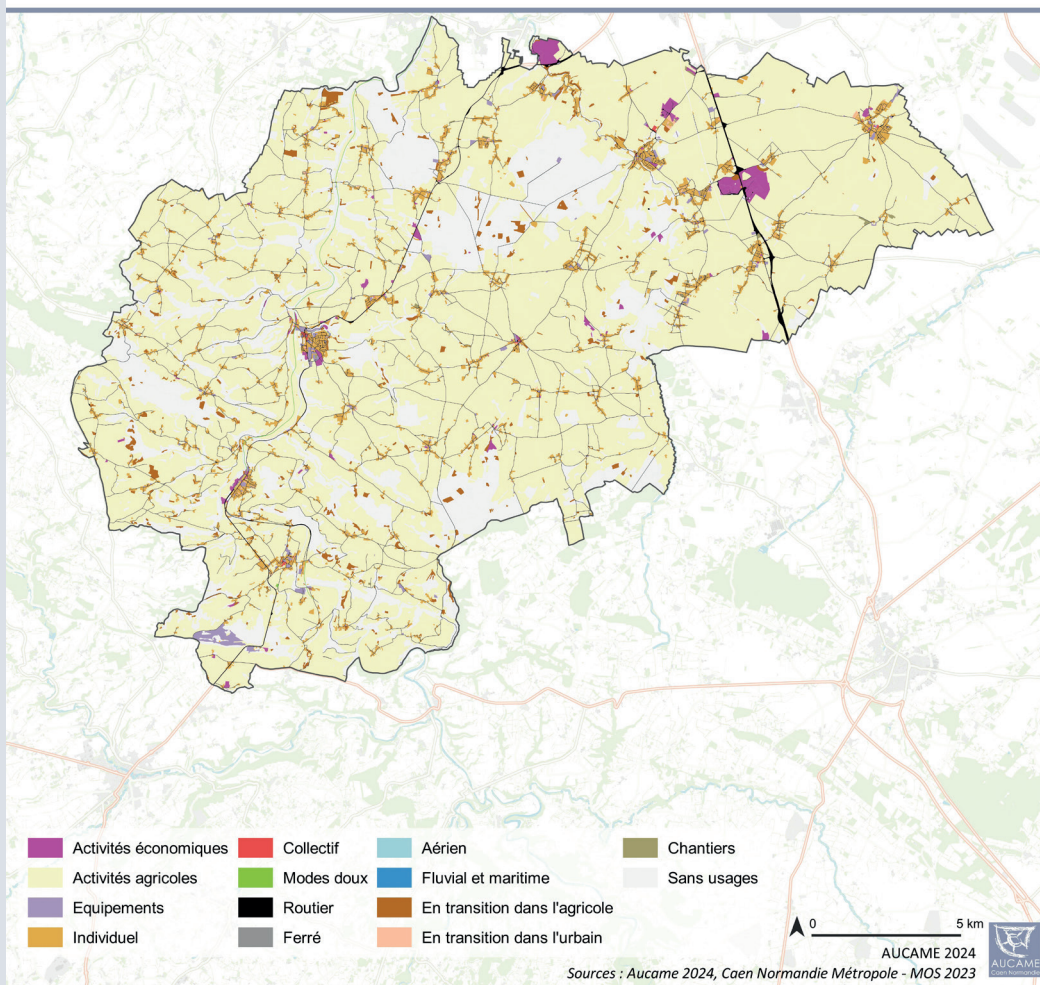 Activités économiques
Activités agricoles
Equipements
Individuel
Collectif
Modes doux
Routier
Ferré
Aérien
Fluvial et maritime
En transition dans l'agricole
En transition dans l'urbain
Chantiers
Sans usages
0 5 km
AUCAME 2024
Sources : Aucame 2024, Caen Normandie Métropole - MOS 2023
AUCAME
Caen Normandie